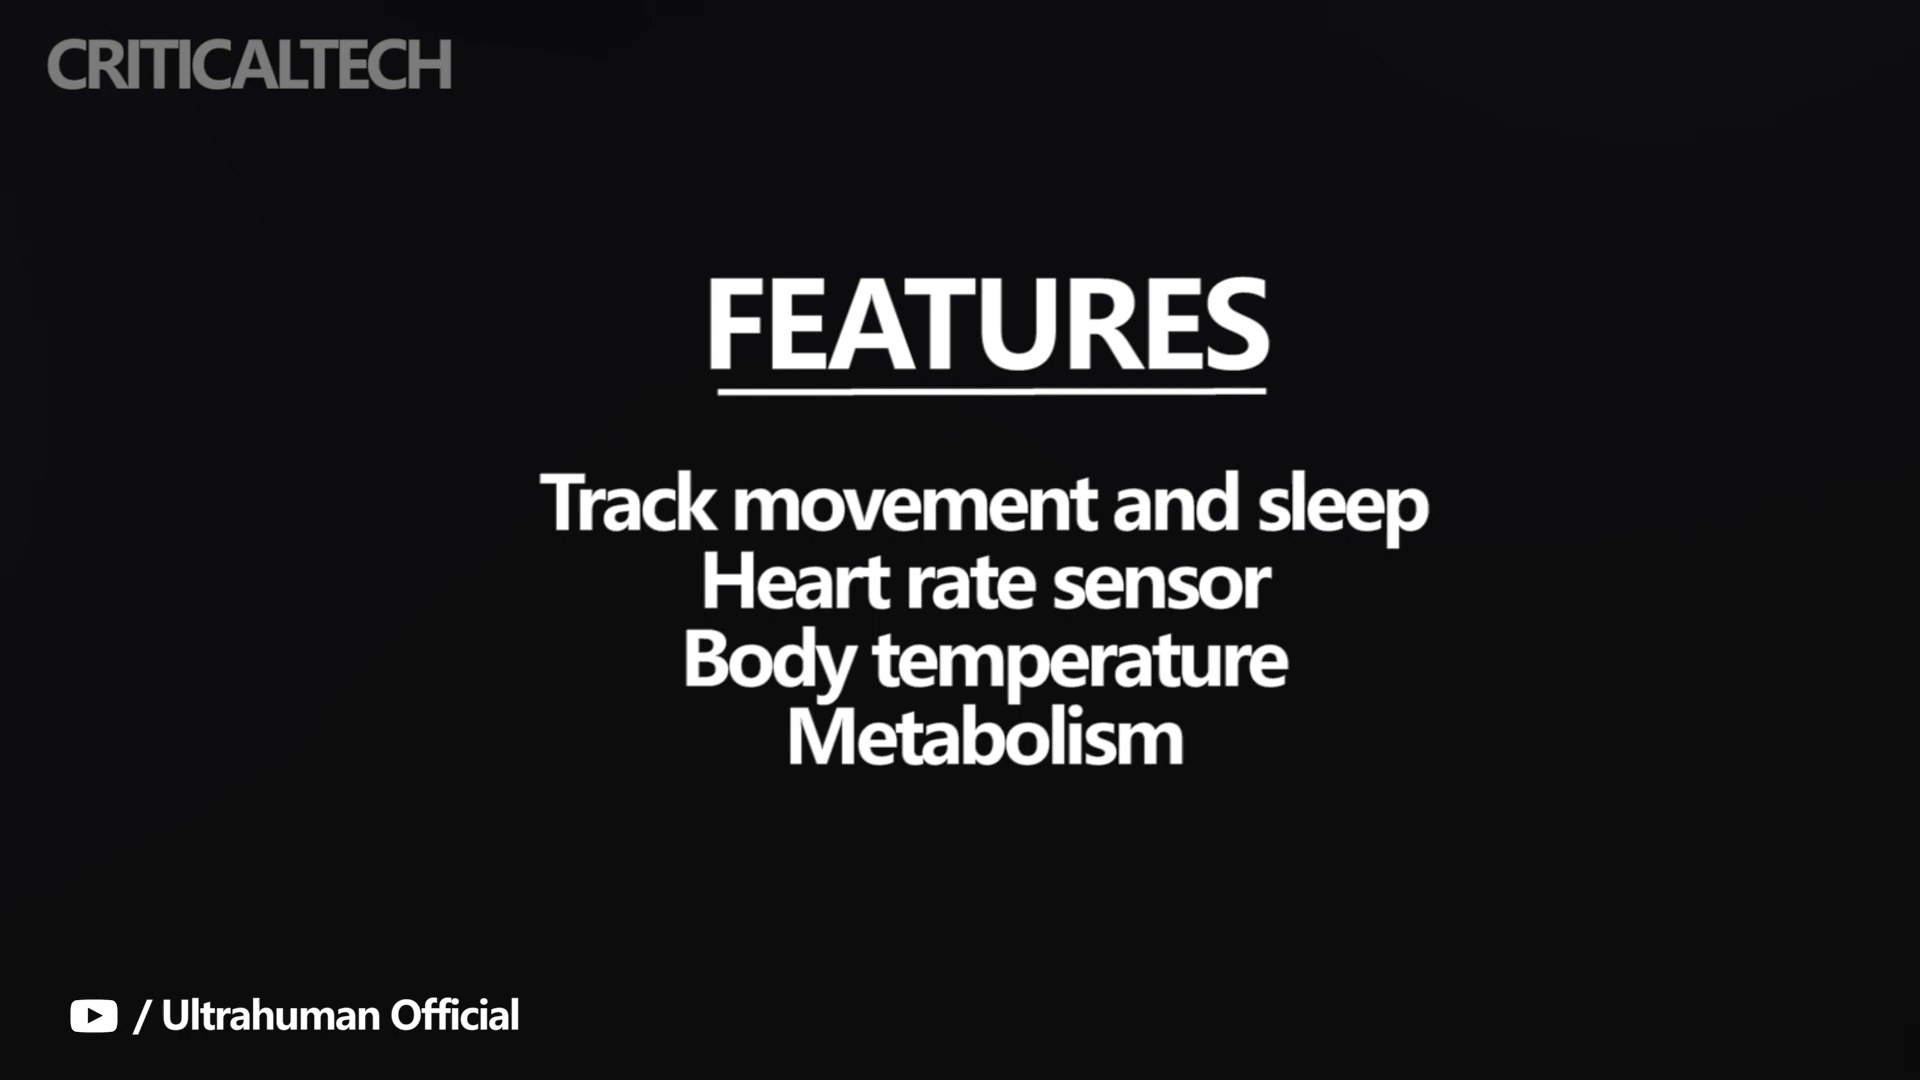 CRITICALTECH
FEATURES
Track movement and sleep
Heart rate sensor
Body temperature
Metabolism
/ Ultrahuman Official